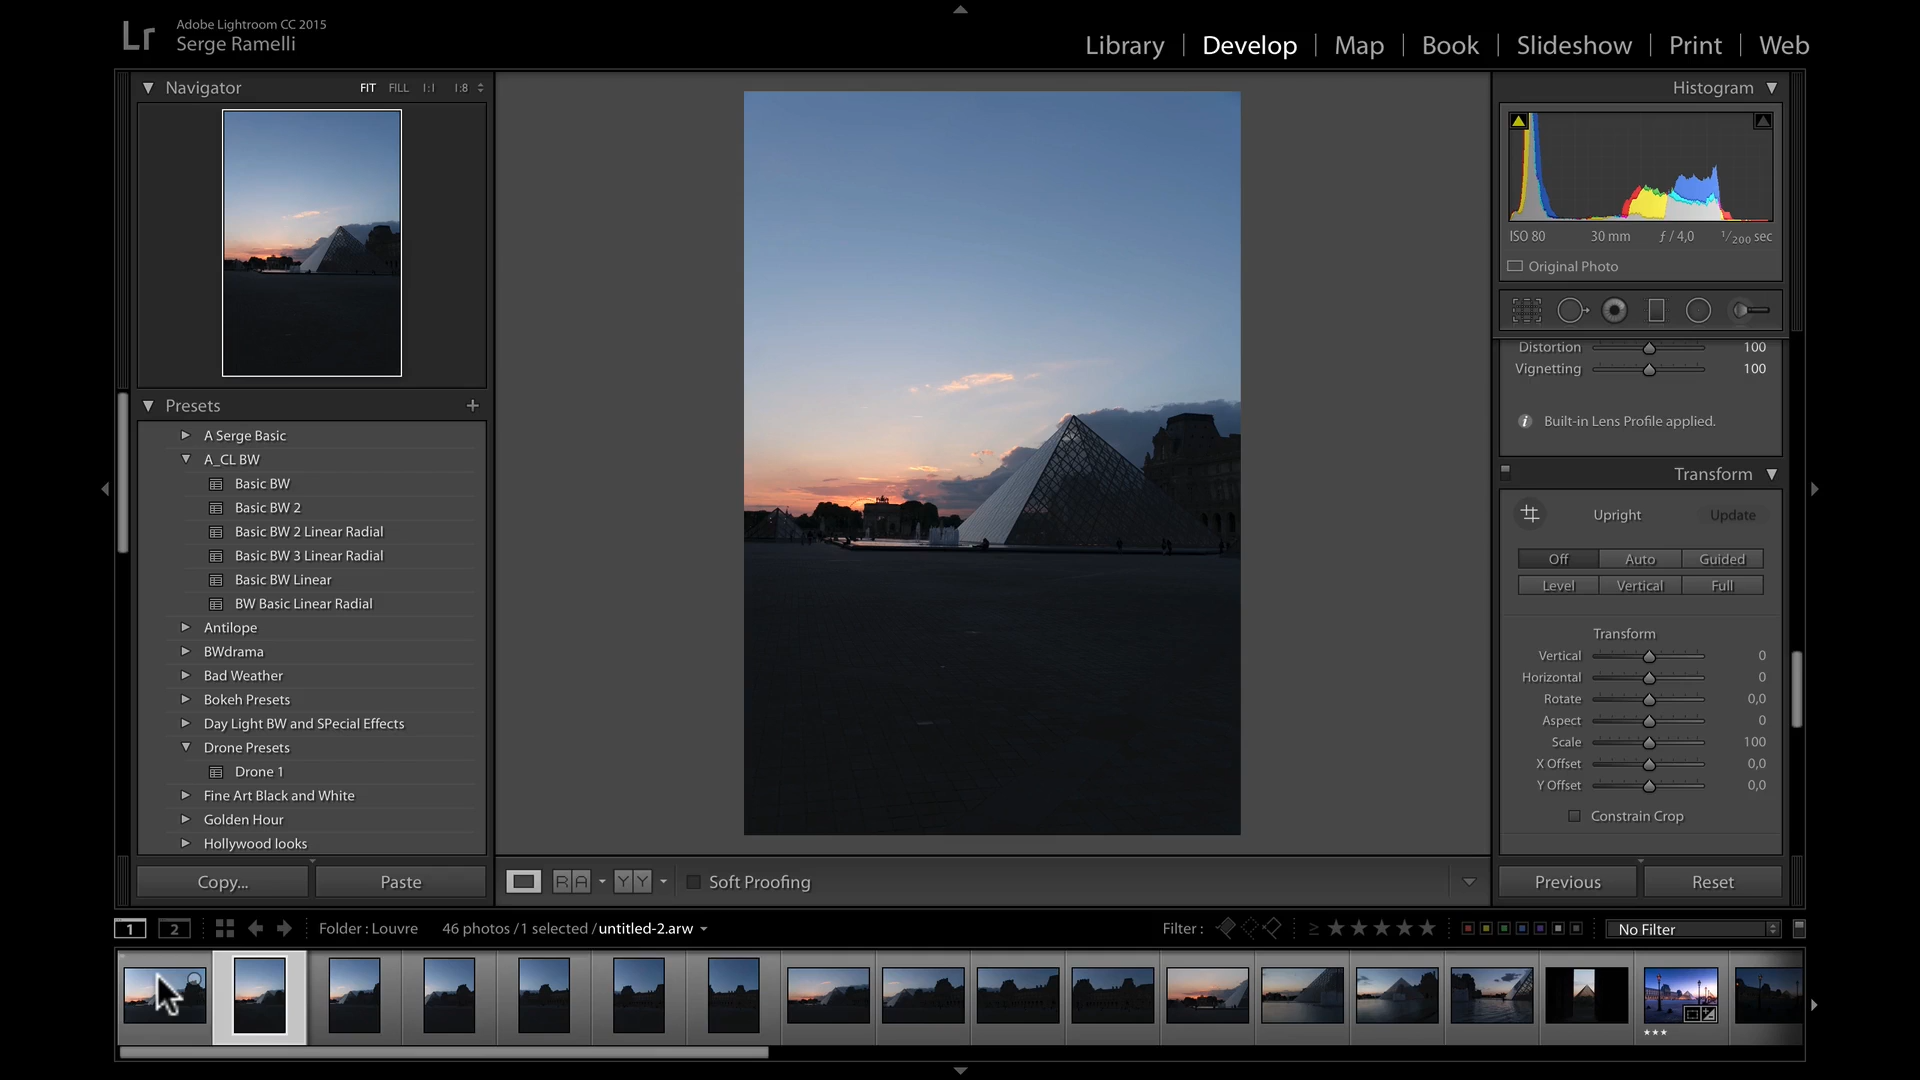 Lr
Adobe Lightroom CC 2015
Serge Ramelli
Library | Develop | Map | Book | Slideshow | Print | Web
Navigator
FIT FILL 1:1 1:8
Presets +
A Serge Basic
A_CL BW
Basic BW
Basic BW 2
Basic BW 2 Linear Radial
Basic BW 3 Linear Radial
Basic BW Linear
BW Basic Linear Radial
Antilope
BWdrama
Bad Weather
Bokeh Presets
Day Light BW and SPecial Effects
Drone Presets
Drone 1
Fine Art Black and White
Golden Hour
Hollywood looks
Copy... Paste
R A Y Y Soft Proofing
Histogram
ISO 80 30 mm ƒ / 4,0 1/200 sec
Original Photo
Distortion 100
Vignetting 100
Built-in Lens Profile applied.
Transform
Upright Update
Off Auto Guided
Level Vertical Full
Transform
Vertical 0
Horizontal 0
Rotate 0,0
Aspect 0
Scale 100
X Offset 0,0
Y Offset 0,0
Constrain Crop
Previous Reset
1 2 Folder : Louvre 46 photos / 1 selected / untitled-2.arw Filter : ≥ ★★★★★ No Filter
★★★